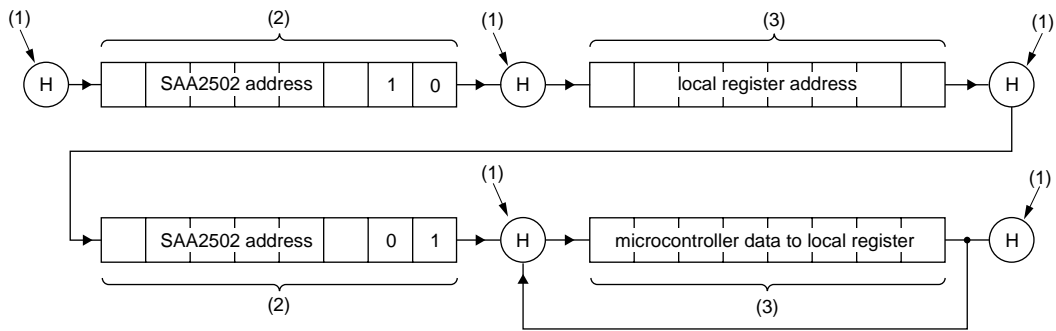 (1) (2) (1) (3) (1)
H SAA2502 address 1 0 H local register address H
(1) (1)
SAA2502 address 0 1 H microcontroller data to local register H
(2) (3)